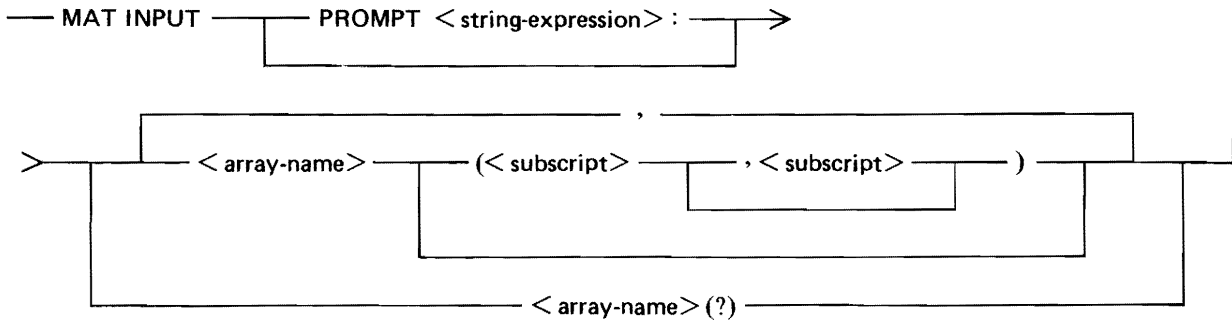 MAT INPUT PROMPT <string-expression> :
,
<array-name> (<subscript> , <subscript> )
<array-name> (?)